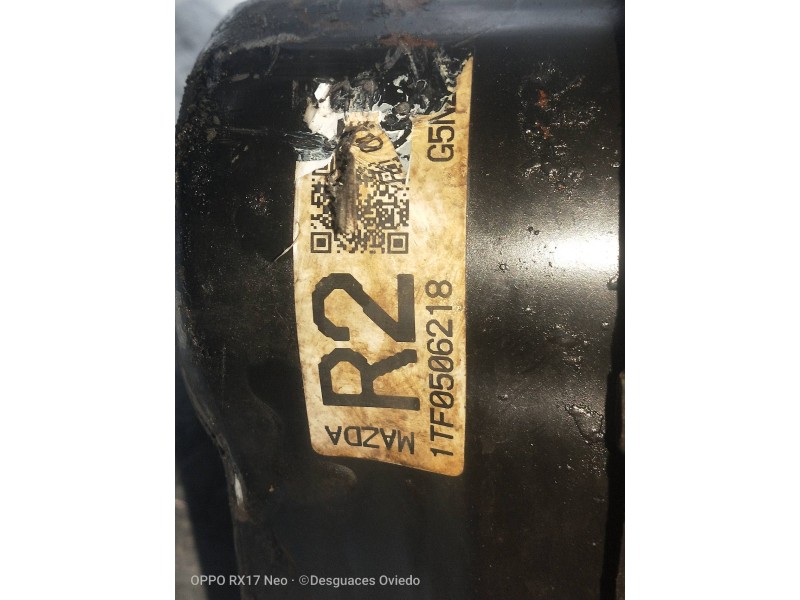 MAZDA
R2
1TF0506218
G5N
OPPO RX17 Neo · ©Desguaces Oviedo